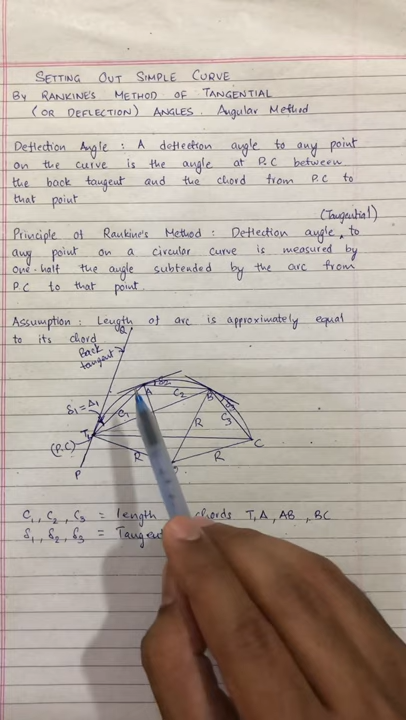 SETTING OUT SIMPLE CURVE
By RANKINE'S METHOD OF TANGENTIAL
(OR DEFLECTION) ANGLES. Angular Method
Deflection Angle : A deflection angle to any point
on the curve is the angle at P.C between
the back tangent and the chord from P.C to
that point
(Tangential)
Principle of Rankine's Method : Deflection angle, to
any point on a circular curve is measured by
one-half the angle subtended by the arc from
P.C to that point.
Assumption : Length of arc is approximately equal
to its chord
Back
tangent
δ₁=Δ₁
A
δ₂
C₂
B
δ₃
C₁
C₃
R
T₁
(P.C)
C
R
R
P
C₁, C₂, C₃ = length chords T₁A, AB, BC
δ₁, δ₂, δ₃ = Tangent